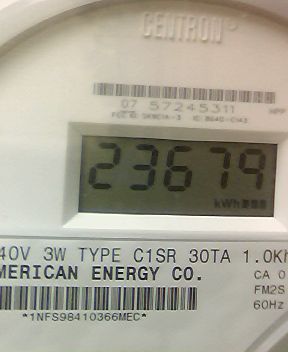 CENTRON®
07 57245311
23679
kWh
40V 3W TYPE C1SR 30TA 1.0Kh
MERICAN ENERGY CO.
CA 0
FM2S
60Hz
*1NFS98410366MEC*